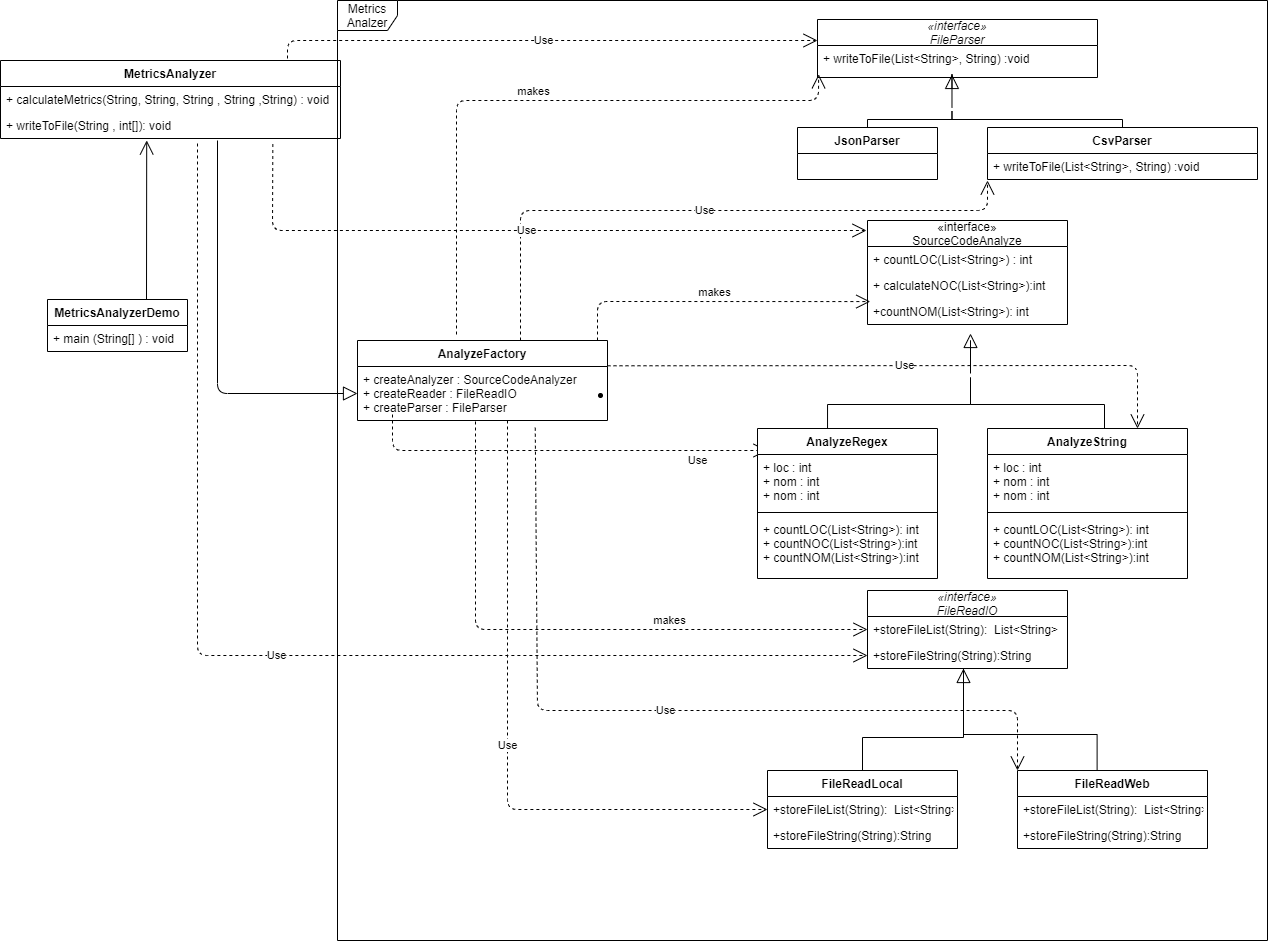 Metrics
Analzer
«interface»
FileParser
+ writeToFile(List<String>, String) :void
Use
MetricsAnalyzer
+ calculateMetrics(String, String, String , String ,String) : void
+ writeToFile(String , int[]): void
makes
JsonParser
CsvParser
+ writeToFile(List<String>, String) :void
Use
Use
«interface»
SourceCodeAnalyze
+ countLOC(List<String>) : int
+ calculateNOC(List<String>):int
+countNOM(List<String>): int
makes
MetricsAnalyzerDemo
+ main (String[] ) : void
AnalyzeFactory
+ createAnalyzer : SourceCodeAnalyzer
+ createReader : FileReadIO
+ createParser : FileParser
Use
Use
AnalyzeRegex
+ loc : int
+ nom : int
+ nom : int
+ countLOC(List<String>): int
+ countNOC(List<String>):int
+ countNOM(List<String>):int
AnalyzeString
+ loc : int
+ nom : int
+ nom : int
+ countLOC(List<String>): int
+ countNOC(List<String>):int
+ countNOM(List<String>):int
«interface»
FileReadIO
+storeFileList(String):  List<String>
+storeFileString(String):String
makes
Use
Use
Use
FileReadLocal
+storeFileList(String):  List<String>
+storeFileString(String):String
FileReadWeb
+storeFileList(String):  List<String>
+storeFileString(String):String